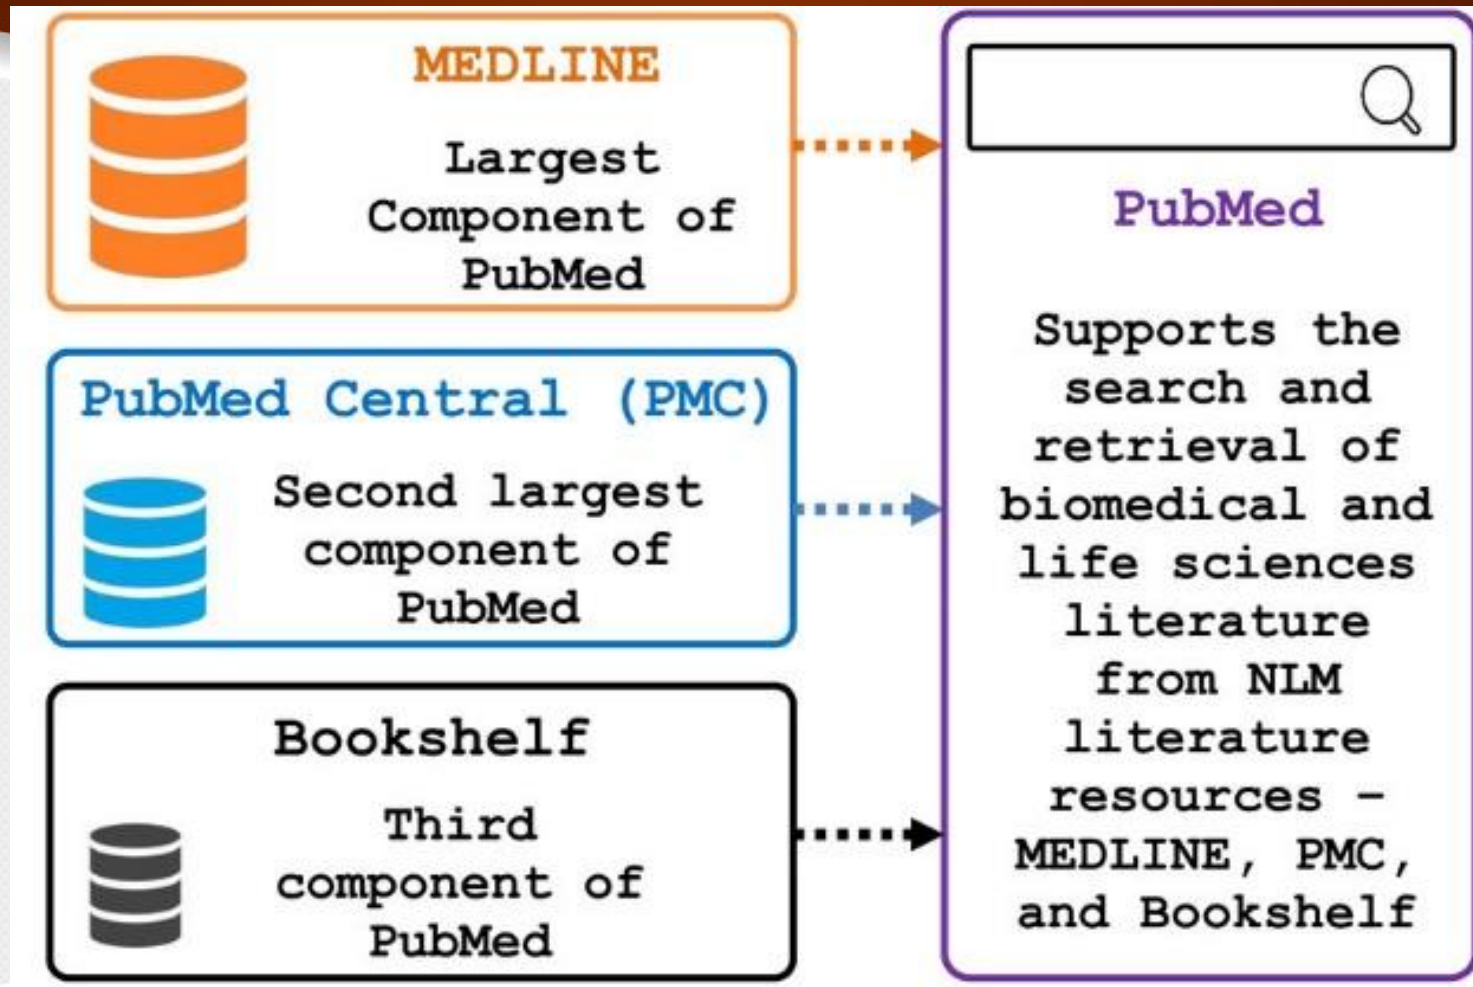 MEDLINE
Largest
Component of
PubMed
PubMed Central (PMC)
Second largest
component of
PubMed
Bookshelf
Third
component of
PubMed
PubMed
Supports the
search and
retrieval of
biomedical and
life sciences
literature
from NLM
literature
resources –
MEDLINE, PMC,
and Bookshelf